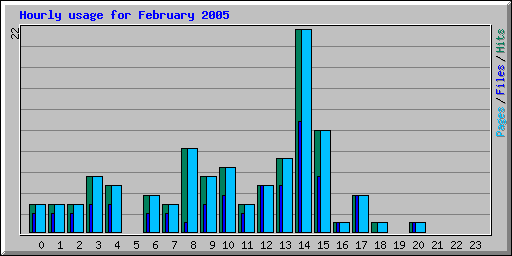 Hourly usage for February 2005
22
Pages/Files/Hits
0 1 2 3 4 5 6 7 8 9 10 11 12 13 14 15 16 17 18 19 20 21 22 23